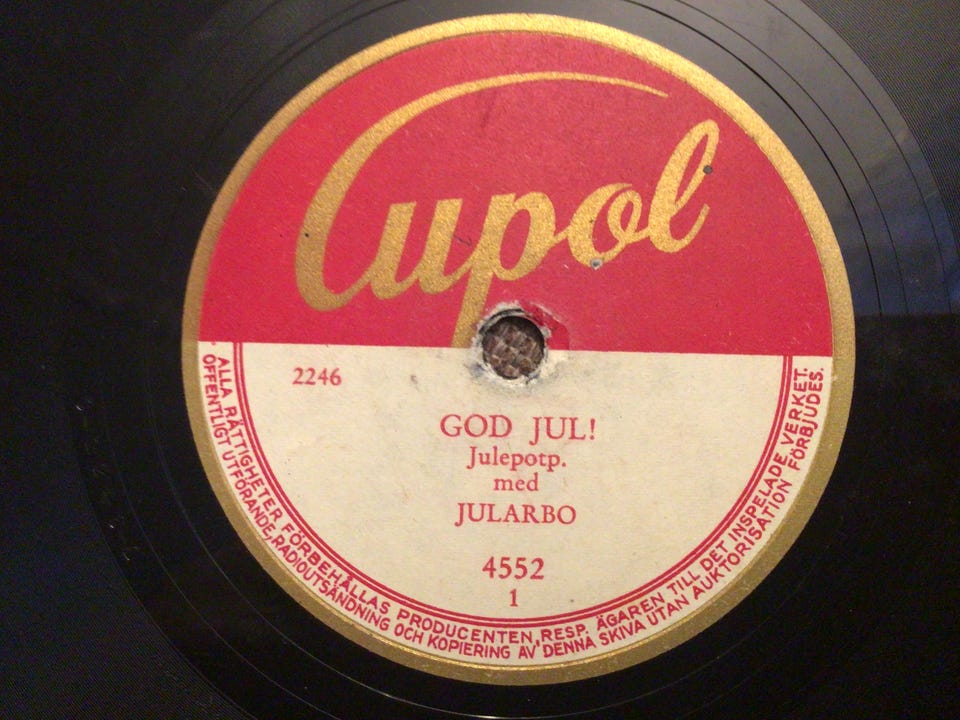 Cupol
2246
GOD JUL!
Julepotp.
med
JULARBO
4552
1
ALLA RÄTTIGHETER FÖRBEHÅLLAS PRODUCENTEN, RESP. ÄGAREN TILL DET INSPELADE VERKET.
OFFENTLIGT UTFÖRANDE, RADIOUTSÄNDNING OCH KOPIERING AV DENNA SKIVA UTAN AUKTORISATION FÖRBJUDES.